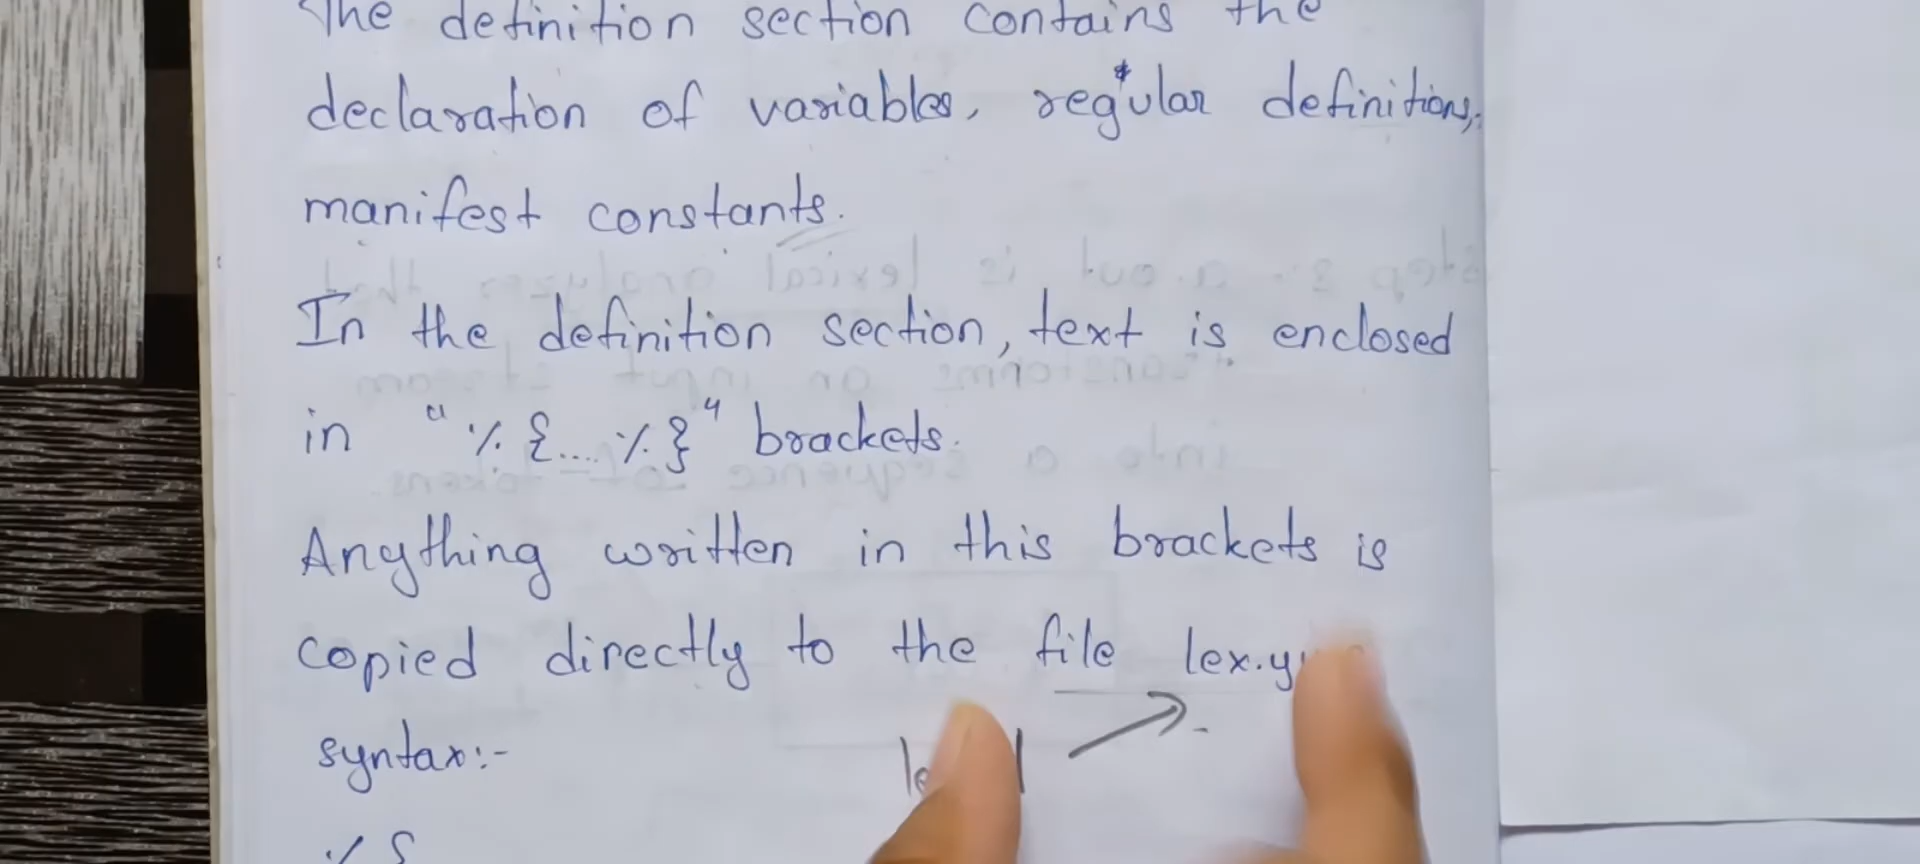 The definition section contains the
declaration of variables, regular definitions,
manifest constants.
In the definition section, text is enclosed
in "%{....%}" brackets.
Anything written in this brackets is
copied directly to the file
syntax:-
%{